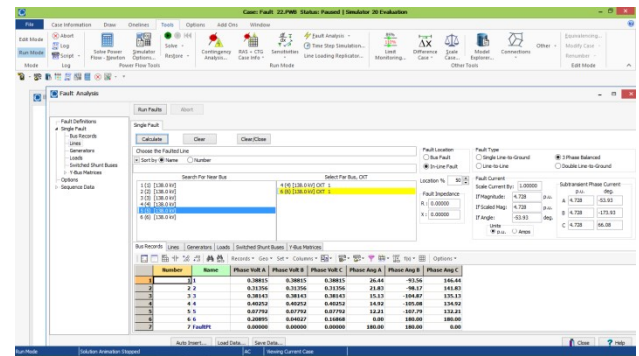 Case: Fault 22.PWB Status: Paused | Simulator 20 Evaluation
File Case Information Draw Onelines Tools Options Add Ons Window
Edit Mode
Run Mode
Mode
Abort
Log
Script
Log
Solve Power Flow - Newton
Simulator Options...
Power Flow Tools
Solve
Restore
Contingency Analysis...
RAS + CTG Case Info
Sensitivities
Fault Analysis
Time Step Simulation...
Line Loading Replicator...
Run Mode
Limit Monitoring...
Difference Case
Scale Case...
Model Explorer...
Connections
Other
Other Tools
Equivalencing...
Modify Case
Renumber
Edit Mode
Fault Analysis
Run Faults Abort
Fault Definitions
Single Fault
Bus Records
Lines
Generators
Loads
Switched Shunt Buses
Y-Bus Matrices
Options
Sequence Data
Single Fault
Calculate Clear Clear/Close
Choose the Faulted Line
Sort by Name Number
Search For Near Bus
1 (1) [138.0 kV]
2 (2) [138.0 kV]
3 (3) [138.0 kV]
4 (4) [138.0 kV]
5 (5) [138.0 kV]
6 (6) [138.0 kV]
Select Far Bus, CKT
4 (4) [138.0 kV] CKT 1
6 (6) [138.0 kV] CKT 1
Fault Location
Bus Fault
In-Line Fault
Location % 50
Fault Impedance
R : 0.00000
X : 0.00000
Fault Type
Single Line-to-Ground
Line-to-Line
3 Phase Balanced
Double Line-to-Ground
Fault Current
Scale Current By: 1.00000
If Magnitude: 4.728 p.u.
If Scaled Mag: 4.728 p.u.
If Angle: -53.93 deg.
Units
p.u. Amps
Subtransient Phase Current
p.u. deg.
A 4.728 -53.93
B 4.728 -173.93
C 4.728 66.08
Bus Records Lines Generators Loads Switched Shunt Buses Y-Bus Matrices
Records Geo Set Columns Options
Number Name Phase Volt A Phase Volt B Phase Volt C Phase Ang A Phase Ang B Phase Ang C
1 1 1 0.38815 0.38815 0.38815 26.44 -93.56 146.44
2 2 2 0.31356 0.31356 0.31356 21.83 -98.17 141.83
3 3 3 0.38143 0.38143 0.38143 15.13 -104.87 135.13
4 4 4 0.40252 0.40252 0.40252 14.92 -105.08 134.92
5 5 5 0.07792 0.07792 0.07792 12.21 -107.79 132.21
6 6 6 0.20895 0.04027 0.16868 0.00 180.00 180.00
7 7 FaultPt 0.00000 0.00000 0.00000 180.00 180.00 0.00
Auto Insert... Load Data... Save Data... Close Help
Run Mode Solution Animation Stopped AC Viewing Current Case